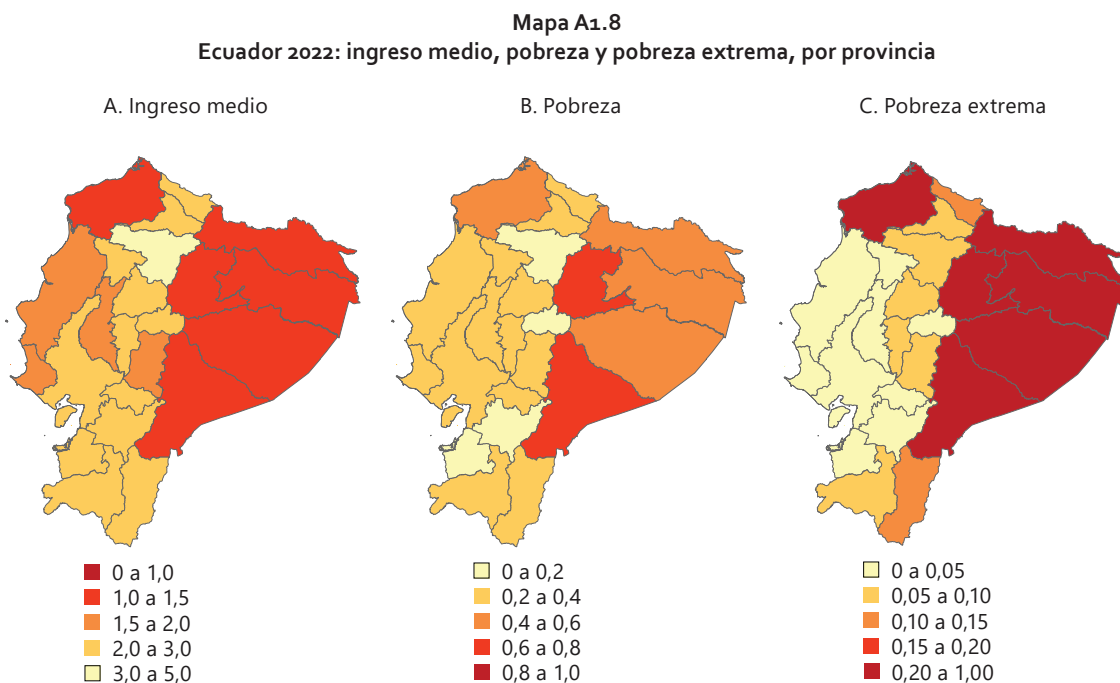 Mapa A1.8
Ecuador 2022: ingreso medio, pobreza y pobreza extrema, por provincia
A. Ingreso medio
0 a 1,0
1,0 a 1,5
1,5 a 2,0
2,0 a 3,0
3,0 a 5,0
B. Pobreza
0 a 0,2
0,2 a 0,4
0,4 a 0,6
0,6 a 0,8
0,8 a 1,0
C. Pobreza extrema
0 a 0,05
0,05 a 0,10
0,10 a 0,15
0,15 a 0,20
0,20 a 1,00